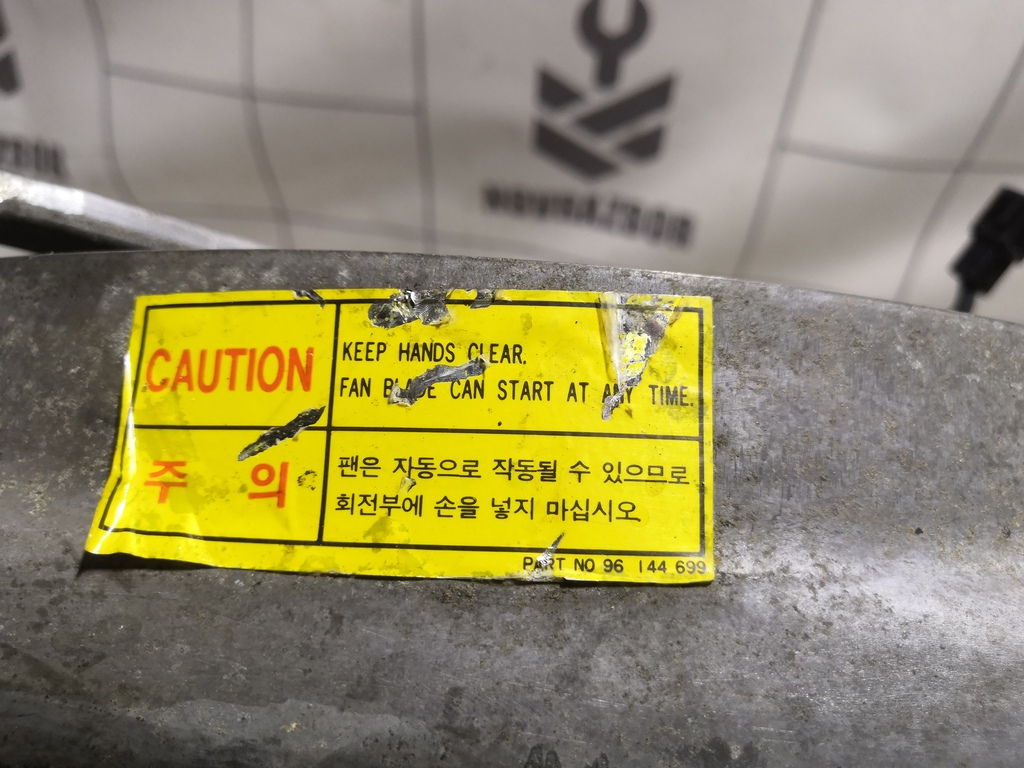 NOVRAZBOR
CAUTION
KEEP HANDS CLEAR.
FAN BLADE CAN START AT ANY TIME.
주 의
팬은 자동으로 작동될 수 있으므로
회전부에 손을 넣지 마십시오
PART NO 96 144 699